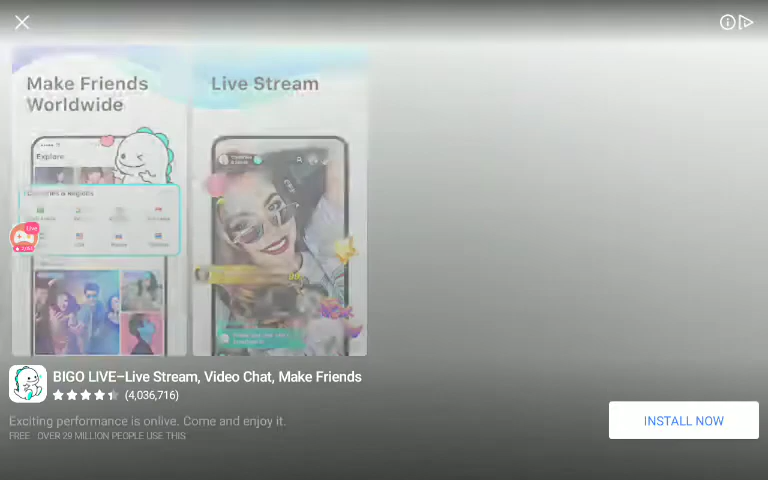 Make Friends
Worldwide
Live Stream
Explore
BIGO LIVE–Live Stream, Video Chat, Make Friends
(4,036,716)
Exciting performance is onlive. Come and enjoy it.
FREE OVER 29 MILLION PEOPLE USE THIS
INSTALL NOW